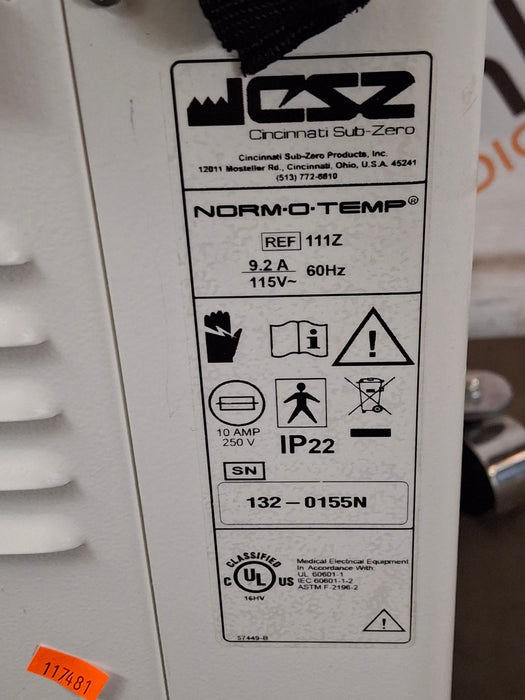 CSZ
Cincinnati Sub-Zero
Cincinnati Sub-Zero Products, Inc.
12011 Mosteller Rd., Cincinnati, Ohio, U.S.A. 45241
(513) 772-8810
NORM-O-TEMP®
REF 111Z
9.2 A
115V~ 60Hz
i
!
10 AMP
250 V
IP22
SN
132-0155N
CLASSIFIED
C UL US
16HV
Medical Electrical Equipment
In Accordance With:
UL 60601-1
IEC 60601-1-2
ASTM F-2196-2
!
57449-B
117481